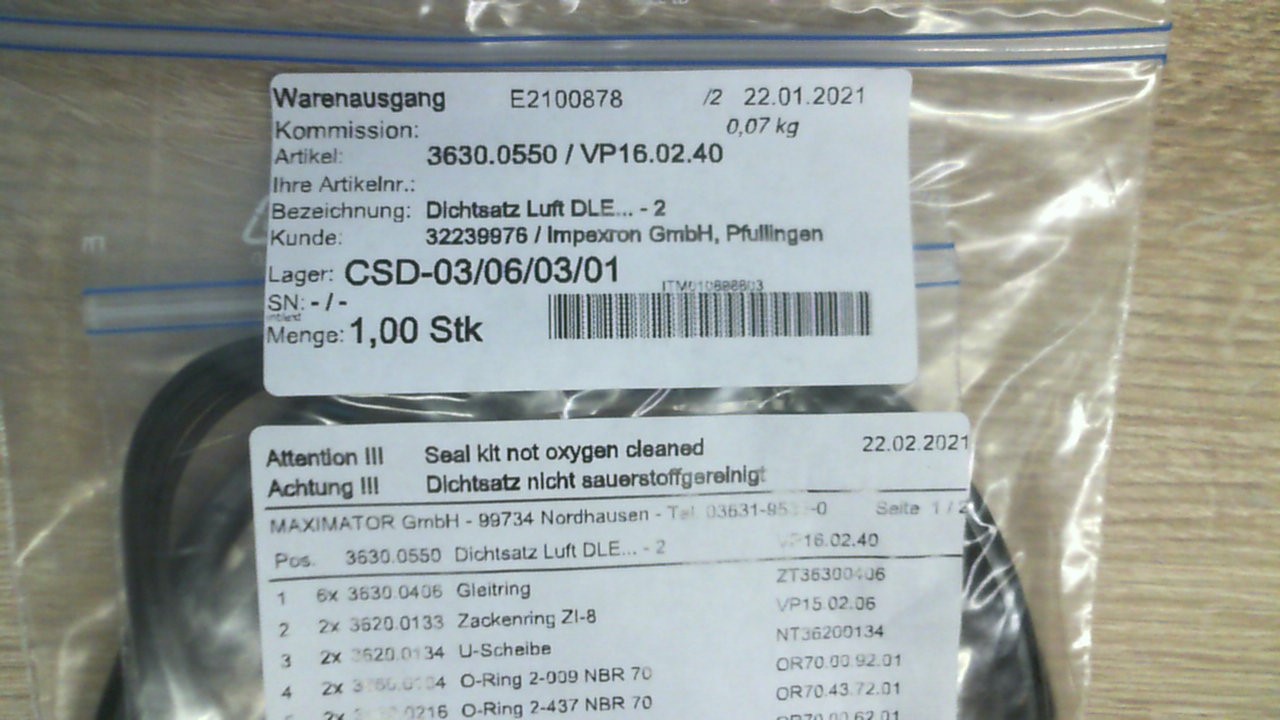 Warenausgang E2100878 /2 22.01.2021
Kommission: 0,07 kg
Artikel: 3630.0550 / VP16.02.40
Ihre Artikelnr.:
Bezeichnung: Dichtsatz Luft DLE... - 2
Kunde: 32239976 / Impexron GmbH, Pfullingen
Lager: CSD-03/06/03/01
SN: - / -
Menge: 1,00 Stk
Attention !!! Seal kit not oxygen cleaned 22.02.2021
Achtung !!! Dichtsatz nicht sauerstoffgereinigt
MAXIMATOR GmbH - 99734 Nordhausen - Tel Seite 1 / 2
Pos. 3630.0550 Dichtsatz Luft DLE... - 2 VP16.02.40
1 6x 3630.0406 Gleitring ZT36300406
2 2x 3620.0133 Zackenring ZI-8 VP15.02.06
3 2x 3620.0134 U-Scheibe NT36200134
4 2x O-Ring 2-009 NBR 70 OR70.00.92.01
2x O-Ring 2-437 NBR 70 OR70.43.72.01